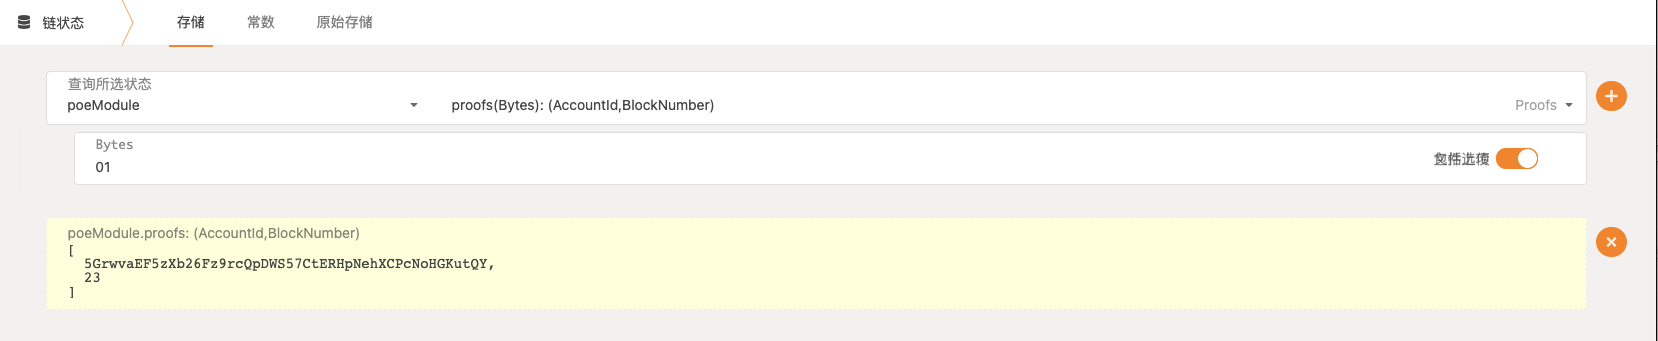 链状态
存储
常数
原始存储
查询所选状态
poeModule
proofs(Bytes): (AccountId,BlockNumber)
Proofs
Bytes
01
poeModule.proofs: (AccountId,BlockNumber)
[
5GrwvaEF5zXb26Fz9rcQpDWS57CtERHpNehXCPcNoHGKutQY,
23
]